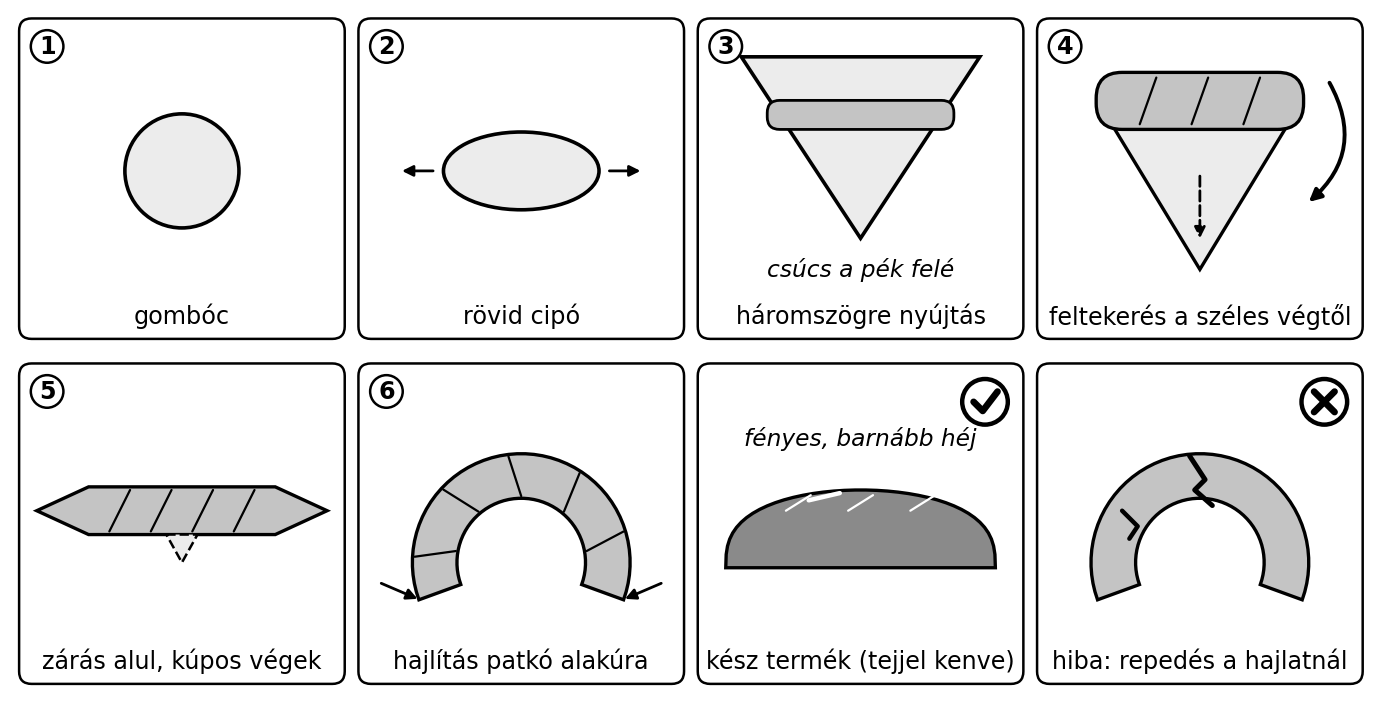 1
gombóc
2
rövid cipó
3
csúcs a pék felé
háromszögre nyújtás
4
feltekerés a széles végtől
5
zárás alul, kúpos végek
6
hajlítás patkó alakúra
fényes, barnább héj
kész termék (tejjel kenve)
hiba: repedés a hajlatnál